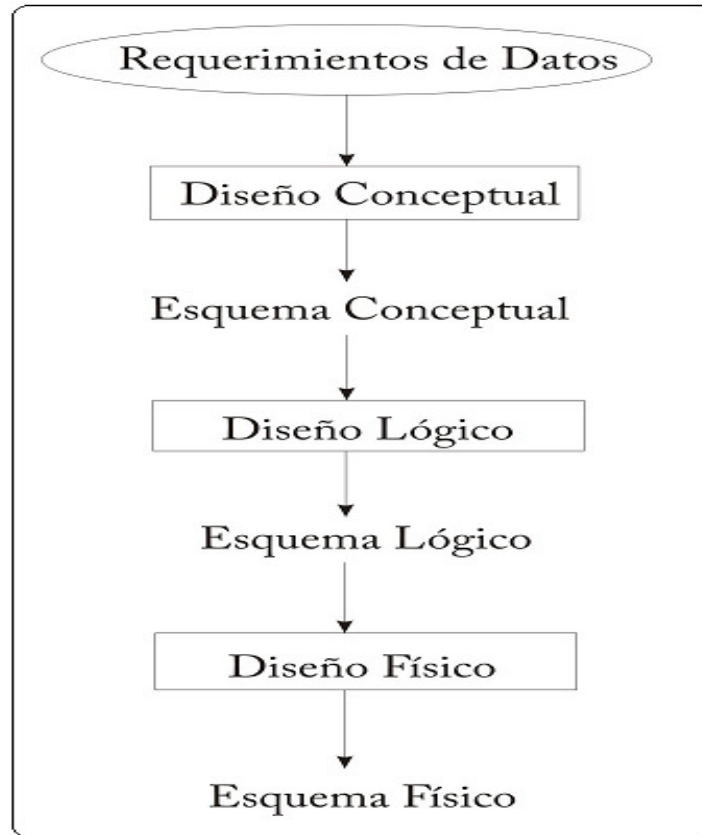 Requerimientos de Datos
Diseño Conceptual
Esquema Conceptual
Diseño Lógico
Esquema Lógico
Diseño Físico
Esquema Físico